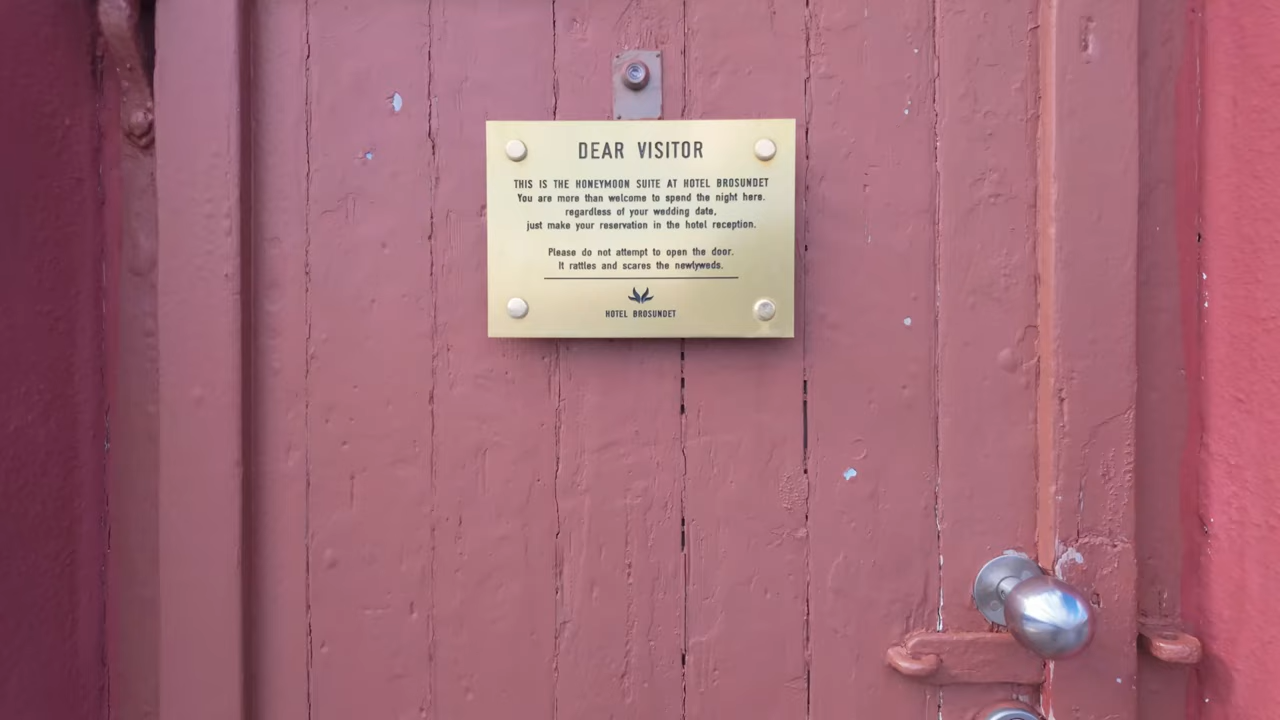 DEAR VISITOR
THIS IS THE HONEYMOON SUITE AT HOTEL BROSUNDET
You are more than welcome to spend the night here.
regardless of your wedding date,
just make your reservation in the hotel reception.
Please do not attempt to open the door.
It rattles and scares the newlyweds.
HOTEL BROSUNDET